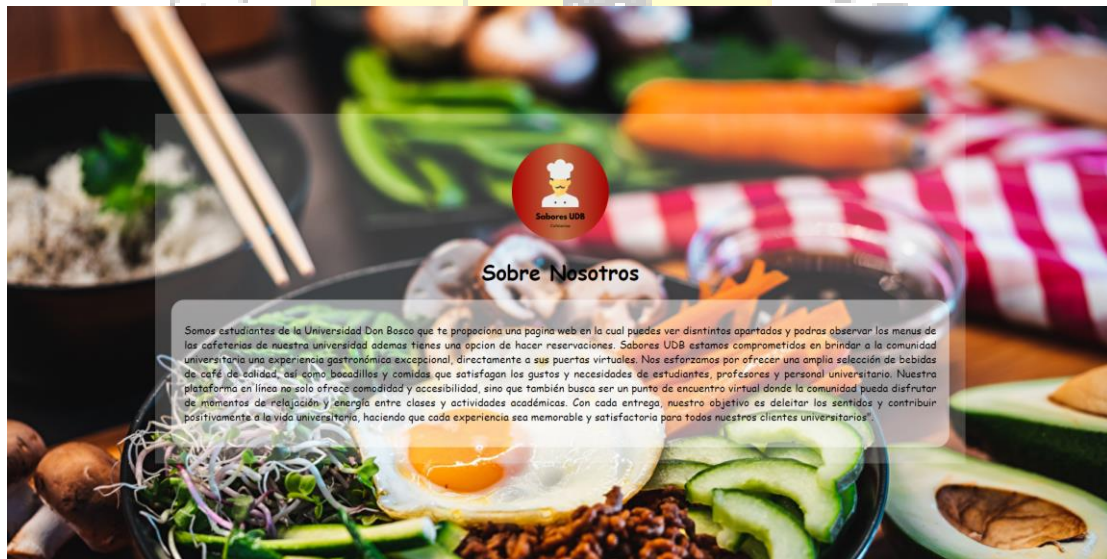 Sabores UDB
Cafeterias
Sobre Nosotros
Somos estudiantes de la Universidad Don Bosco que te propociona una pagina web en la cual puedes ver disntintos apartados y podras observar los menus de
las cafeterias de nuestra universidad ademas tienes una opcion de hacer reservaciones. Sabores UDB estamos comprometidos en brindar a la comunidad
universitaria una experiencia gastronómica excepcional, directamente a sus puertas virtuales. Nos esforzamos por ofrecer una amplia selección de bebidas
de café de calidad, así como bocadillos y comidas que satisfagan los gustos y necesidades de estudiantes, profesores y personal universitario. Nuestra
plataforma en línea no solo ofrece comodidad y accesibilidad, sino que también busca ser un punto de encuentro virtual donde la comunidad pueda disfrutar
de momentos de relajación y energía entre clases y actividades académicas. Con cada entrega, nuestro objetivo es deleitar los sentidos y contribuir
positivamente a la vida universitaria, haciendo que cada experiencia sea memorable y satisfactoria para todos nuestros clientes universitarios".